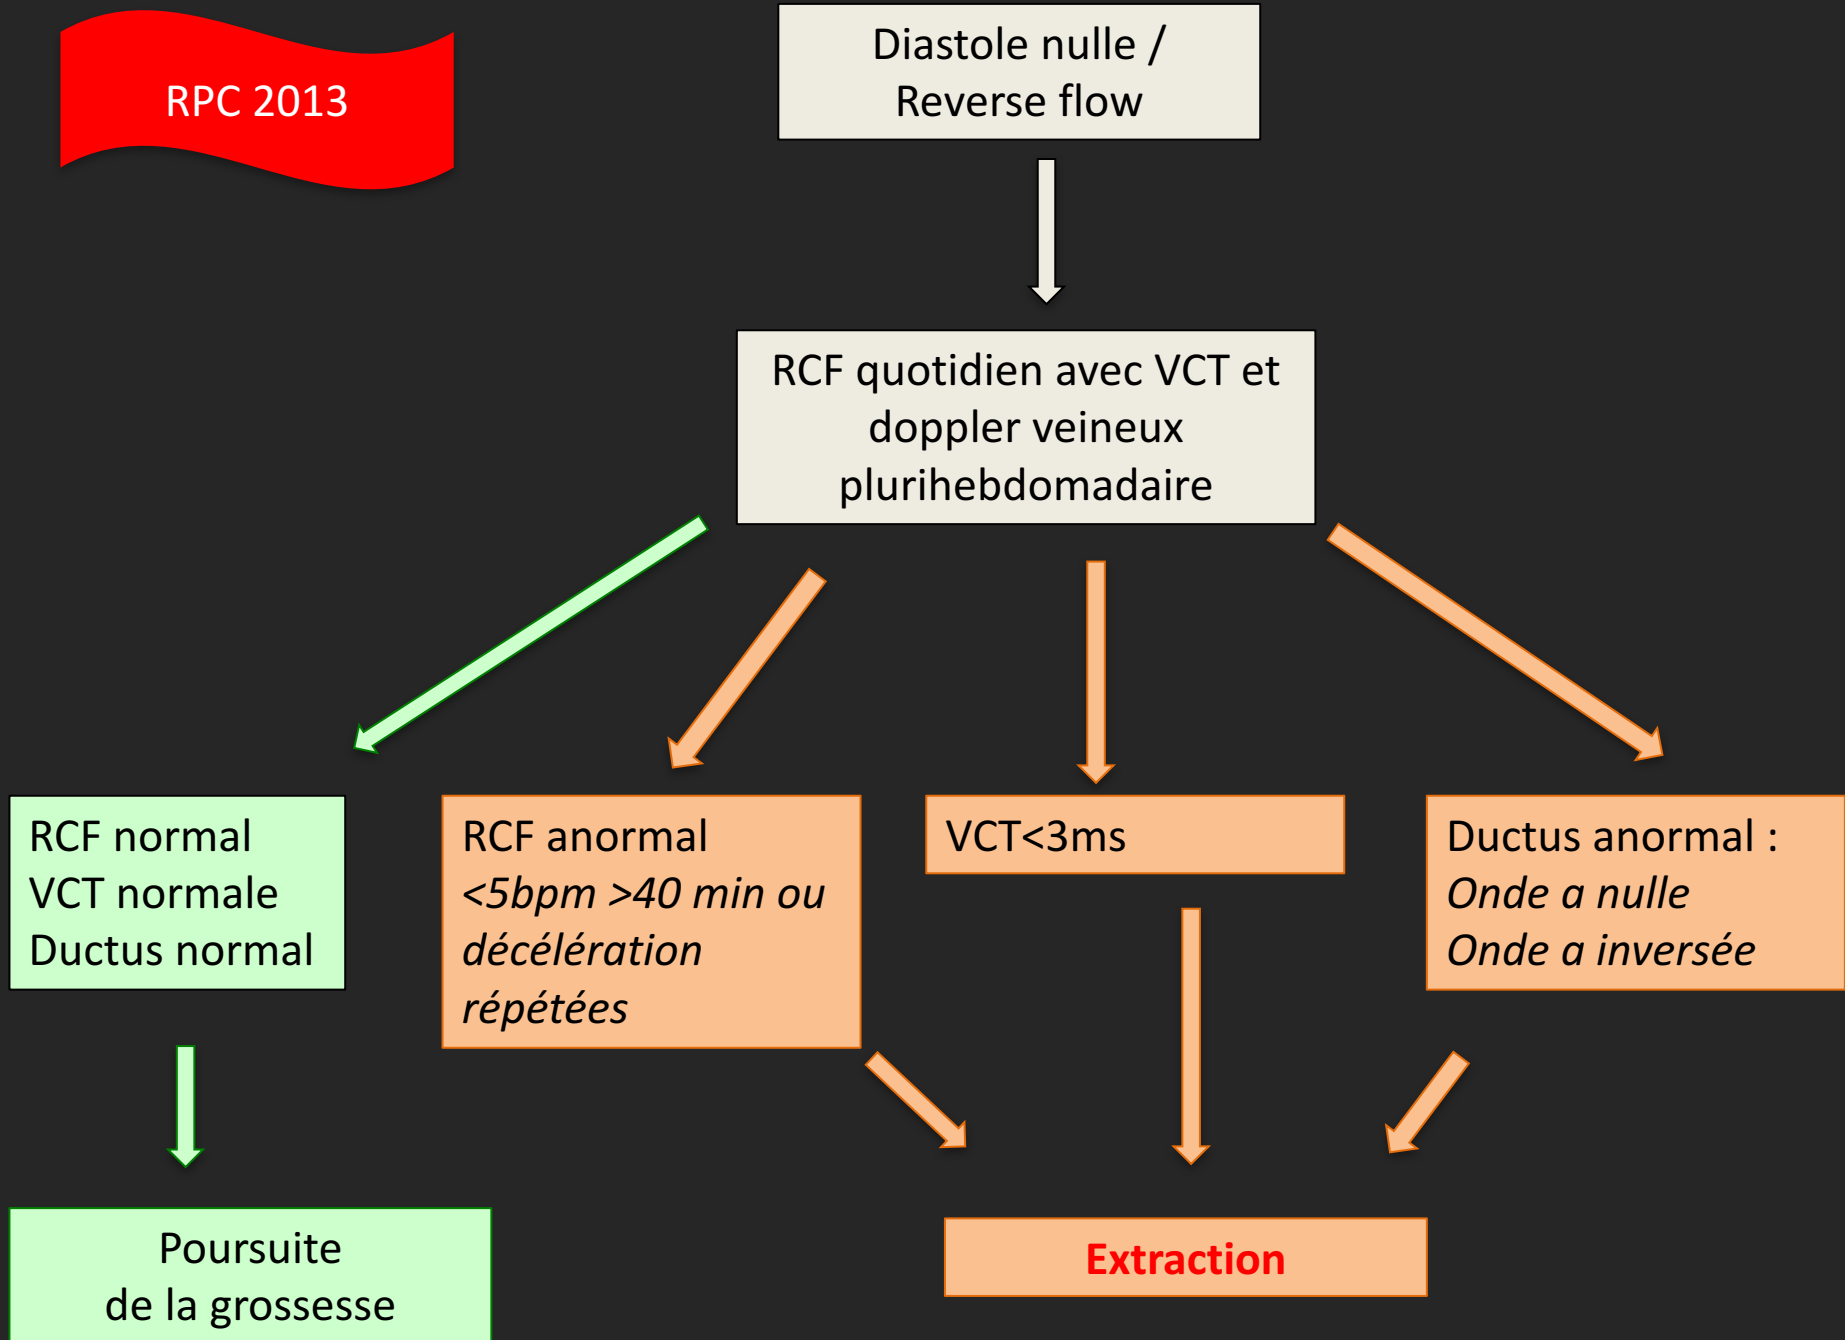 RPC 2013
Diastole nulle /
Reverse flow
RCF quotidien avec VCT et
doppler veineux
plurihebdomadaire
RCF normal
VCT normale
Ductus normal
RCF anormal
<5bpm >40 min ou
décélération
répétées
VCT<3ms
Ductus anormal :
Onde a nulle
Onde a inversée
Poursuite
de la grossesse
Extraction